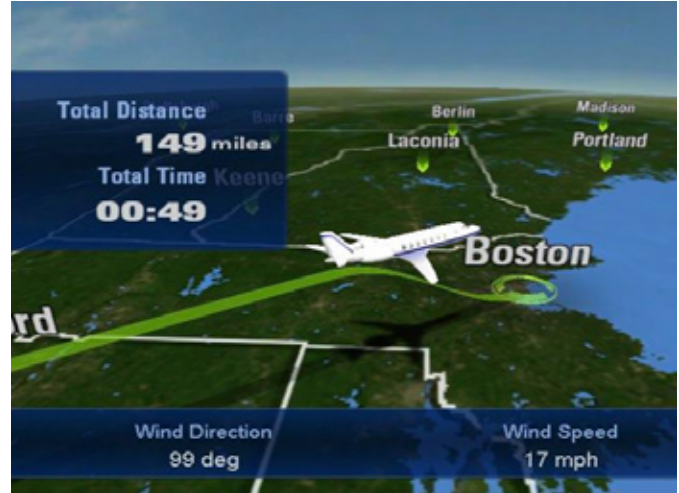 Total Distance
149 miles
Total Time
00:49
Barre
Berlin
Madison
Laconia
Portland
Keene
Boston
rd
Wind Direction
Wind Speed
99 deg
17 mph